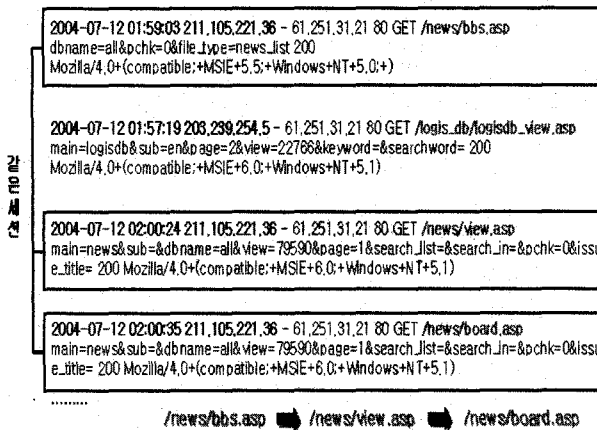 2004-07-12 01:59:03 211,105,221,36 - 61,251,31,21 80 GET /news/bbs.asp
dbname=all&pchk=0&file_type=news_list 200
Mozilla/4.0+(compatible;+MSIE+5.5;+Windows+NT+5.0;+)
2004-07-12 01:57:19 203,239,254,5 - 61,251,31,21 80 GET /logis_db/logisdb_view.asp
main=logisdb&sub=en&page=2&view=22766&keyword=&searchword= 200
Mozilla/4.0+(compatible;+MSIE+6.0;+Windows+NT+5.1)
같은세션
2004-07-12 02:00:24 211,105,221,36 - 61,251,31,21 80 GET /news/view.asp
main=news&sub=&dbname=all&view=79590&page=1&search_list=&search_in=&pchk=0&issu
e_title= 200 Mozilla/4.0+(compatible;+MSIE+6.0;+Windows+NT+5.1)
2004-07-12 02:00:35 211,105,221,36 - 61,251,31,21 80 GET /news/board.asp
main=news&sub=&dbname=all&view=79590&page=1&search_list=&search_in=&pchk=0&issu
e_title= 200 Mozilla/4.0+(compatible;+MSIE+6.0;+Windows+NT+5.1)
.........
/news/bbs.asp ➡ /news/view.asp ➡ /news/board.asp